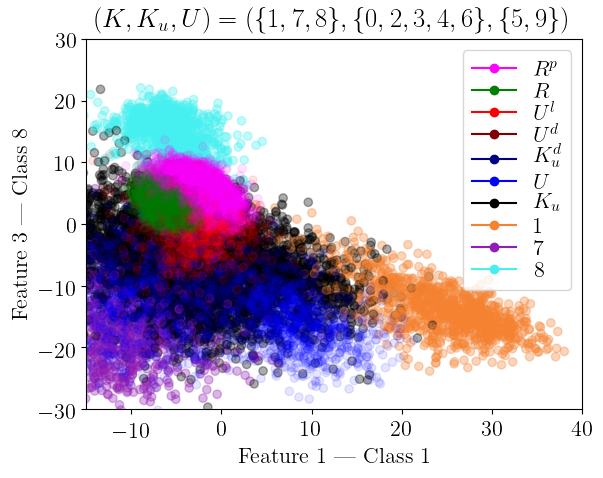 (K, K_u, U) = ({1, 7, 8}, {0, 2, 3, 4, 6}, {5, 9})
30
20
10
0
−10
−20
−30
Feature 3 — Class 8
R^p
R
U^l
U^d
K_u^d
U
K_u
1
7
8
−10
0
10
20
30
40
Feature 1 — Class 1